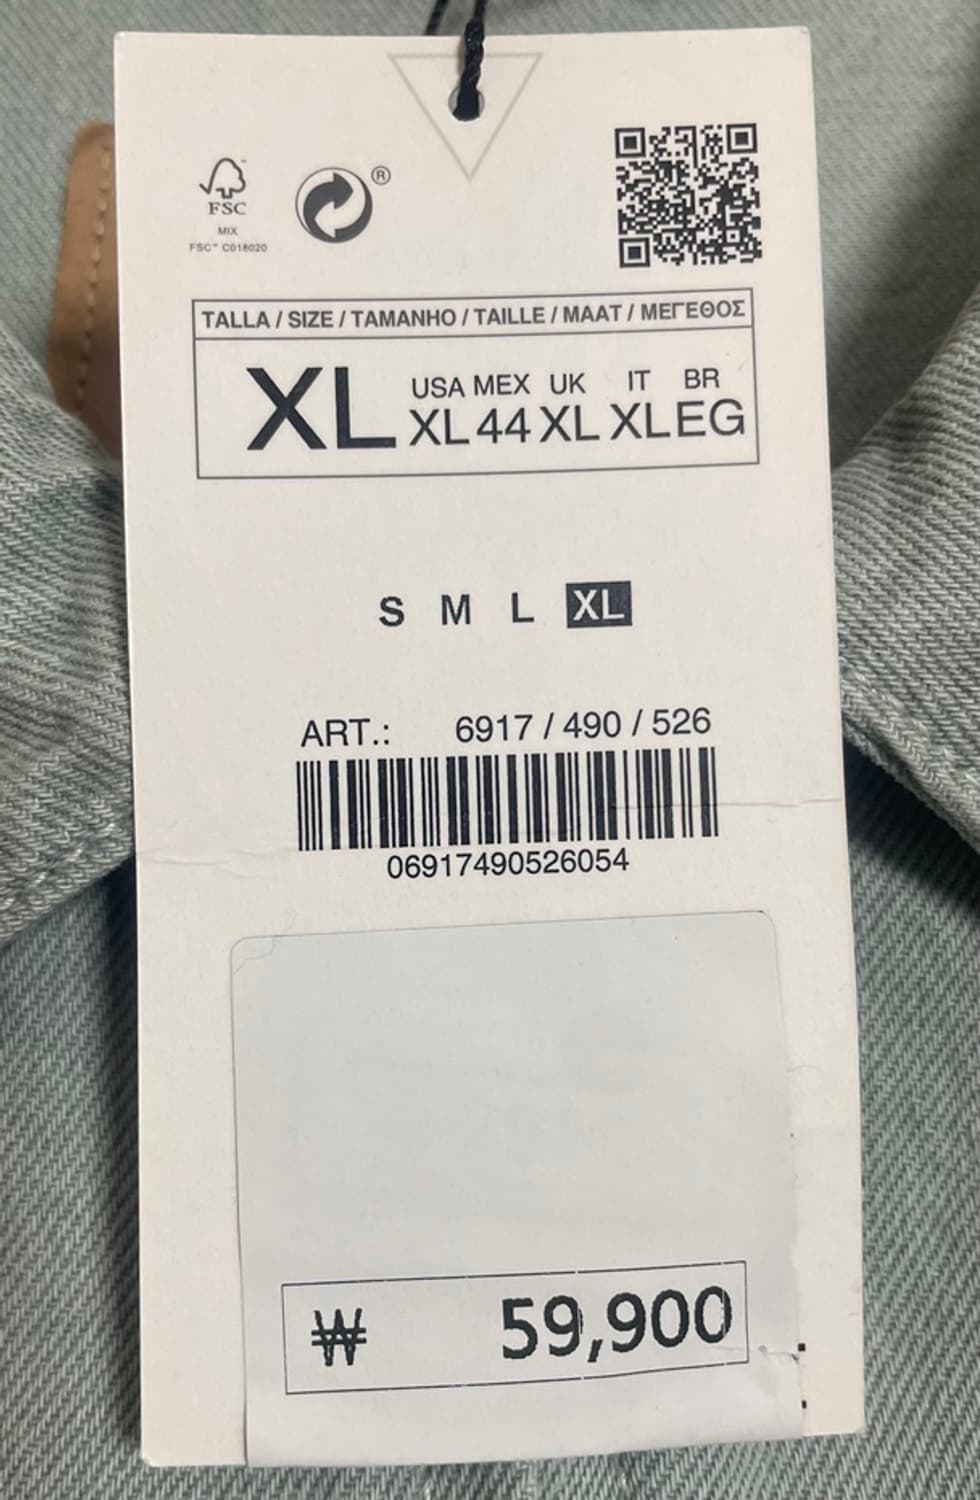 FSC
MIX
FSC™ C018020
®
TALLA / SIZE / TAMANHO / TAILLE / MAAT / ΜΕΓΕΘΟΣ
XL
USA MEX UK IT BR
XL 44 XL XL EG
S M L XL
ART.: 6917 / 490 / 526
06917490526054
₩ 59,900